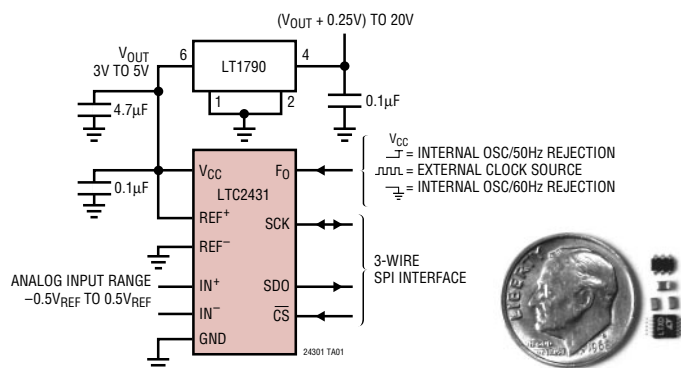 (VOUT + 0.25V) TO 20V
VOUT
3V TO 5V
6
LT1790
4
1
2
4.7µF
0.1µF
0.1µF
VCC
FO
LTC2431
REF+
SCK
REF–
IN+
SDO
IN–
CS
GND
ANALOG INPUT RANGE
–0.5VREF TO 0.5VREF
VCC
= INTERNAL OSC/50Hz REJECTION
= EXTERNAL CLOCK SOURCE
= INTERNAL OSC/60Hz REJECTION
3-WIRE
SPI INTERFACE
24301 TA01
LIBERTY